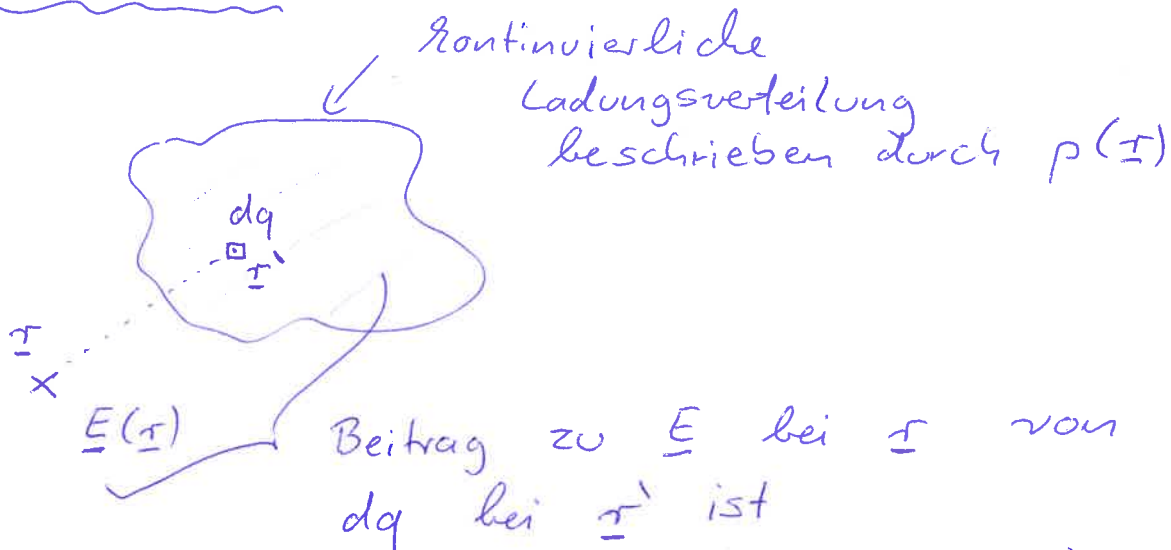 Kontinuierliche
Ladungsverteilung
beschrieben durch ρ(r)
dq
r'
r
x
E(r) Beitrag zu E bei r von
dq bei r' ist